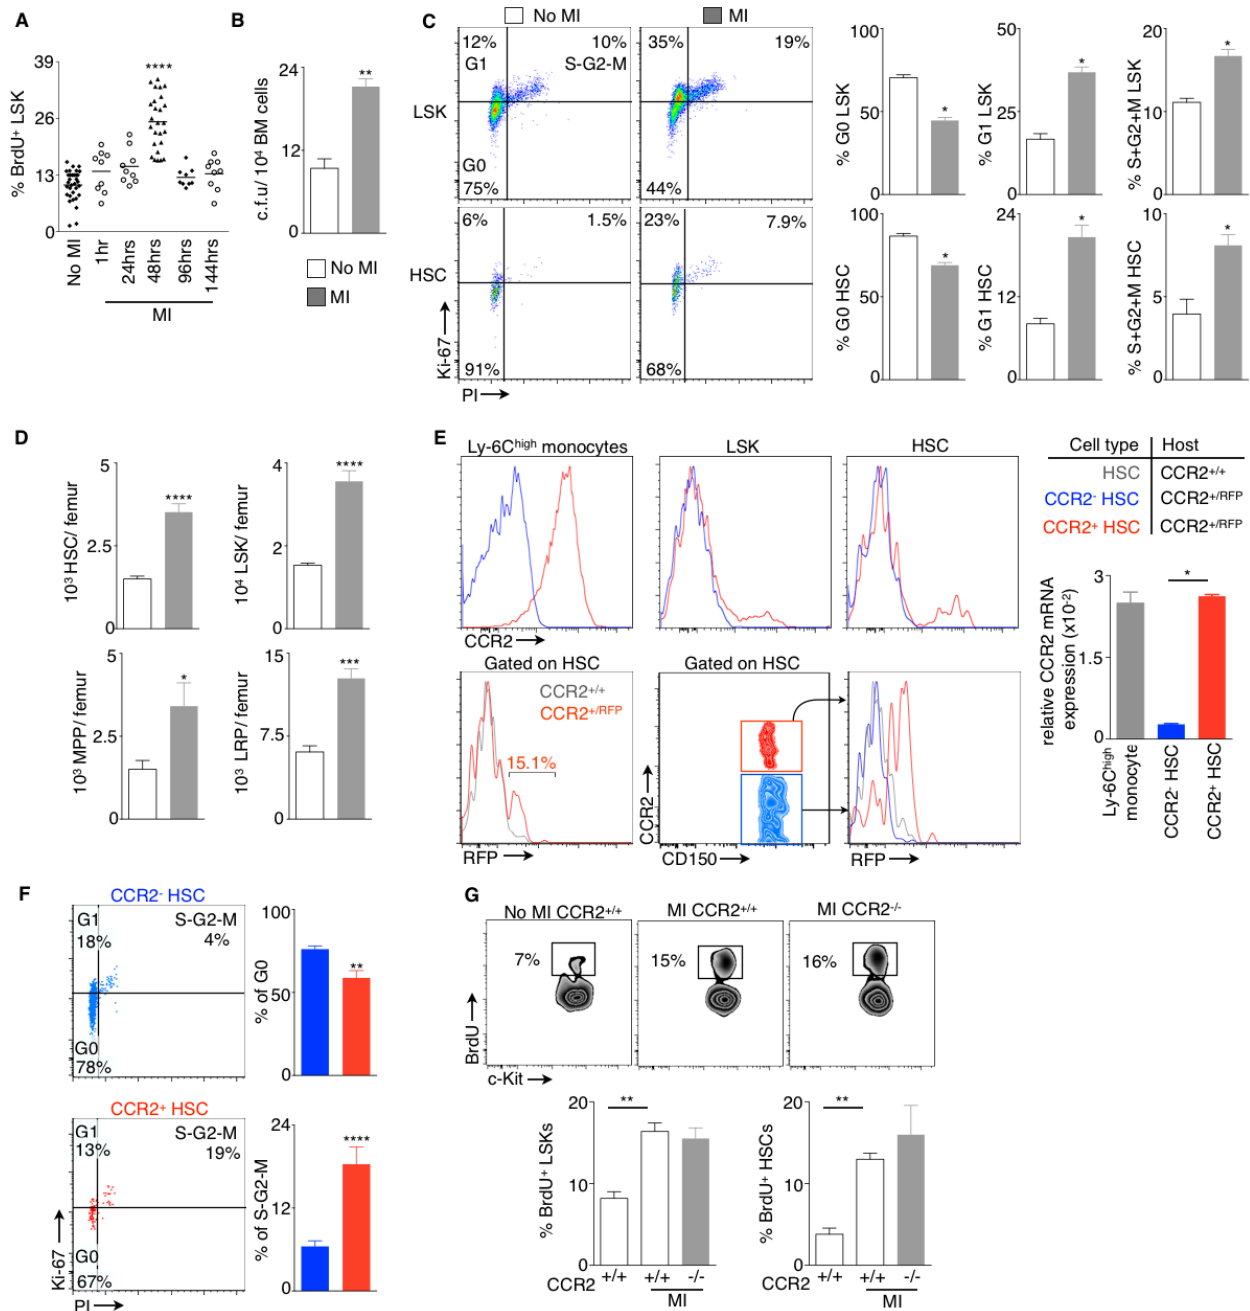 A
% BrdU⁺ LSK
39
26
13
0
****
No MI
1hr
24hrs
48hrs
96hrs
144hrs
MI
B
c.f.u/ 10⁴ BM cells
24
12
0
**
No MI
MI
C
No MI
MI
LSK
12%
G1
10%
S-G2-M
G0
75%
35%
19%
44%
HSC
6%
1.5%
91%
23%
7.9%
68%
Ki-67
PI
% G0 LSK
100
50
0
*
% G1 LSK
50
25
0
*
% S+G2+M LSK
20
10
0
*
% G0 HSC
100
50
0
*
% G1 HSC
24
12
0
*
% S+G2+M HSC
10
5
0
*
D
10³ HSC/ femur
5
2.5
0
****
10⁴ LSK/ femur
4
2
0
****
10³ MPP/ femur
5
2.5
0
*
10³ LRP/ femur
15
7.5
0
***
E
Ly-6Cʰⁱᵍʰ monocytes
LSK
HSC
CCR2
Gated on HSC
CCR2⁺/⁺
CCR2⁺/ᴿᶠᴾ
15.1%
RFP
Gated on HSC
CCR2
CD150
RFP
Cell type Host
HSC CCR2⁺/⁺
CCR2⁻ HSC CCR2⁺/ᴿᶠᴾ
CCR2⁺ HSC CCR2⁺/ᴿᶠᴾ
relative CCR2 mRNA
expression (x10⁻²)
3
1.5
0
*
Ly-6Cʰⁱᵍʰ
monocyte
CCR2⁻ HSC
CCR2⁺ HSC
F
CCR2⁻ HSC
G1
18%
S-G2-M
4%
G0
78%
% of G0
100
50
0
**
CCR2⁺ HSC
G1
13%
S-G2-M
19%
G0
67%
Ki-67
PI
% of S-G2-M
24
12
0
****
G
No MI CCR2⁺/⁺
MI CCR2⁺/⁺
MI CCR2⁻/⁻
7%
15%
16%
BrdU
c-Kit
% BrdU⁺ LSKs
20
10
0
**
CCR2 +/+ +/+ -/-
MI
% BrdU⁺ HSCs
20
10
0
**
CCR2 +/+ +/+ -/-
MI